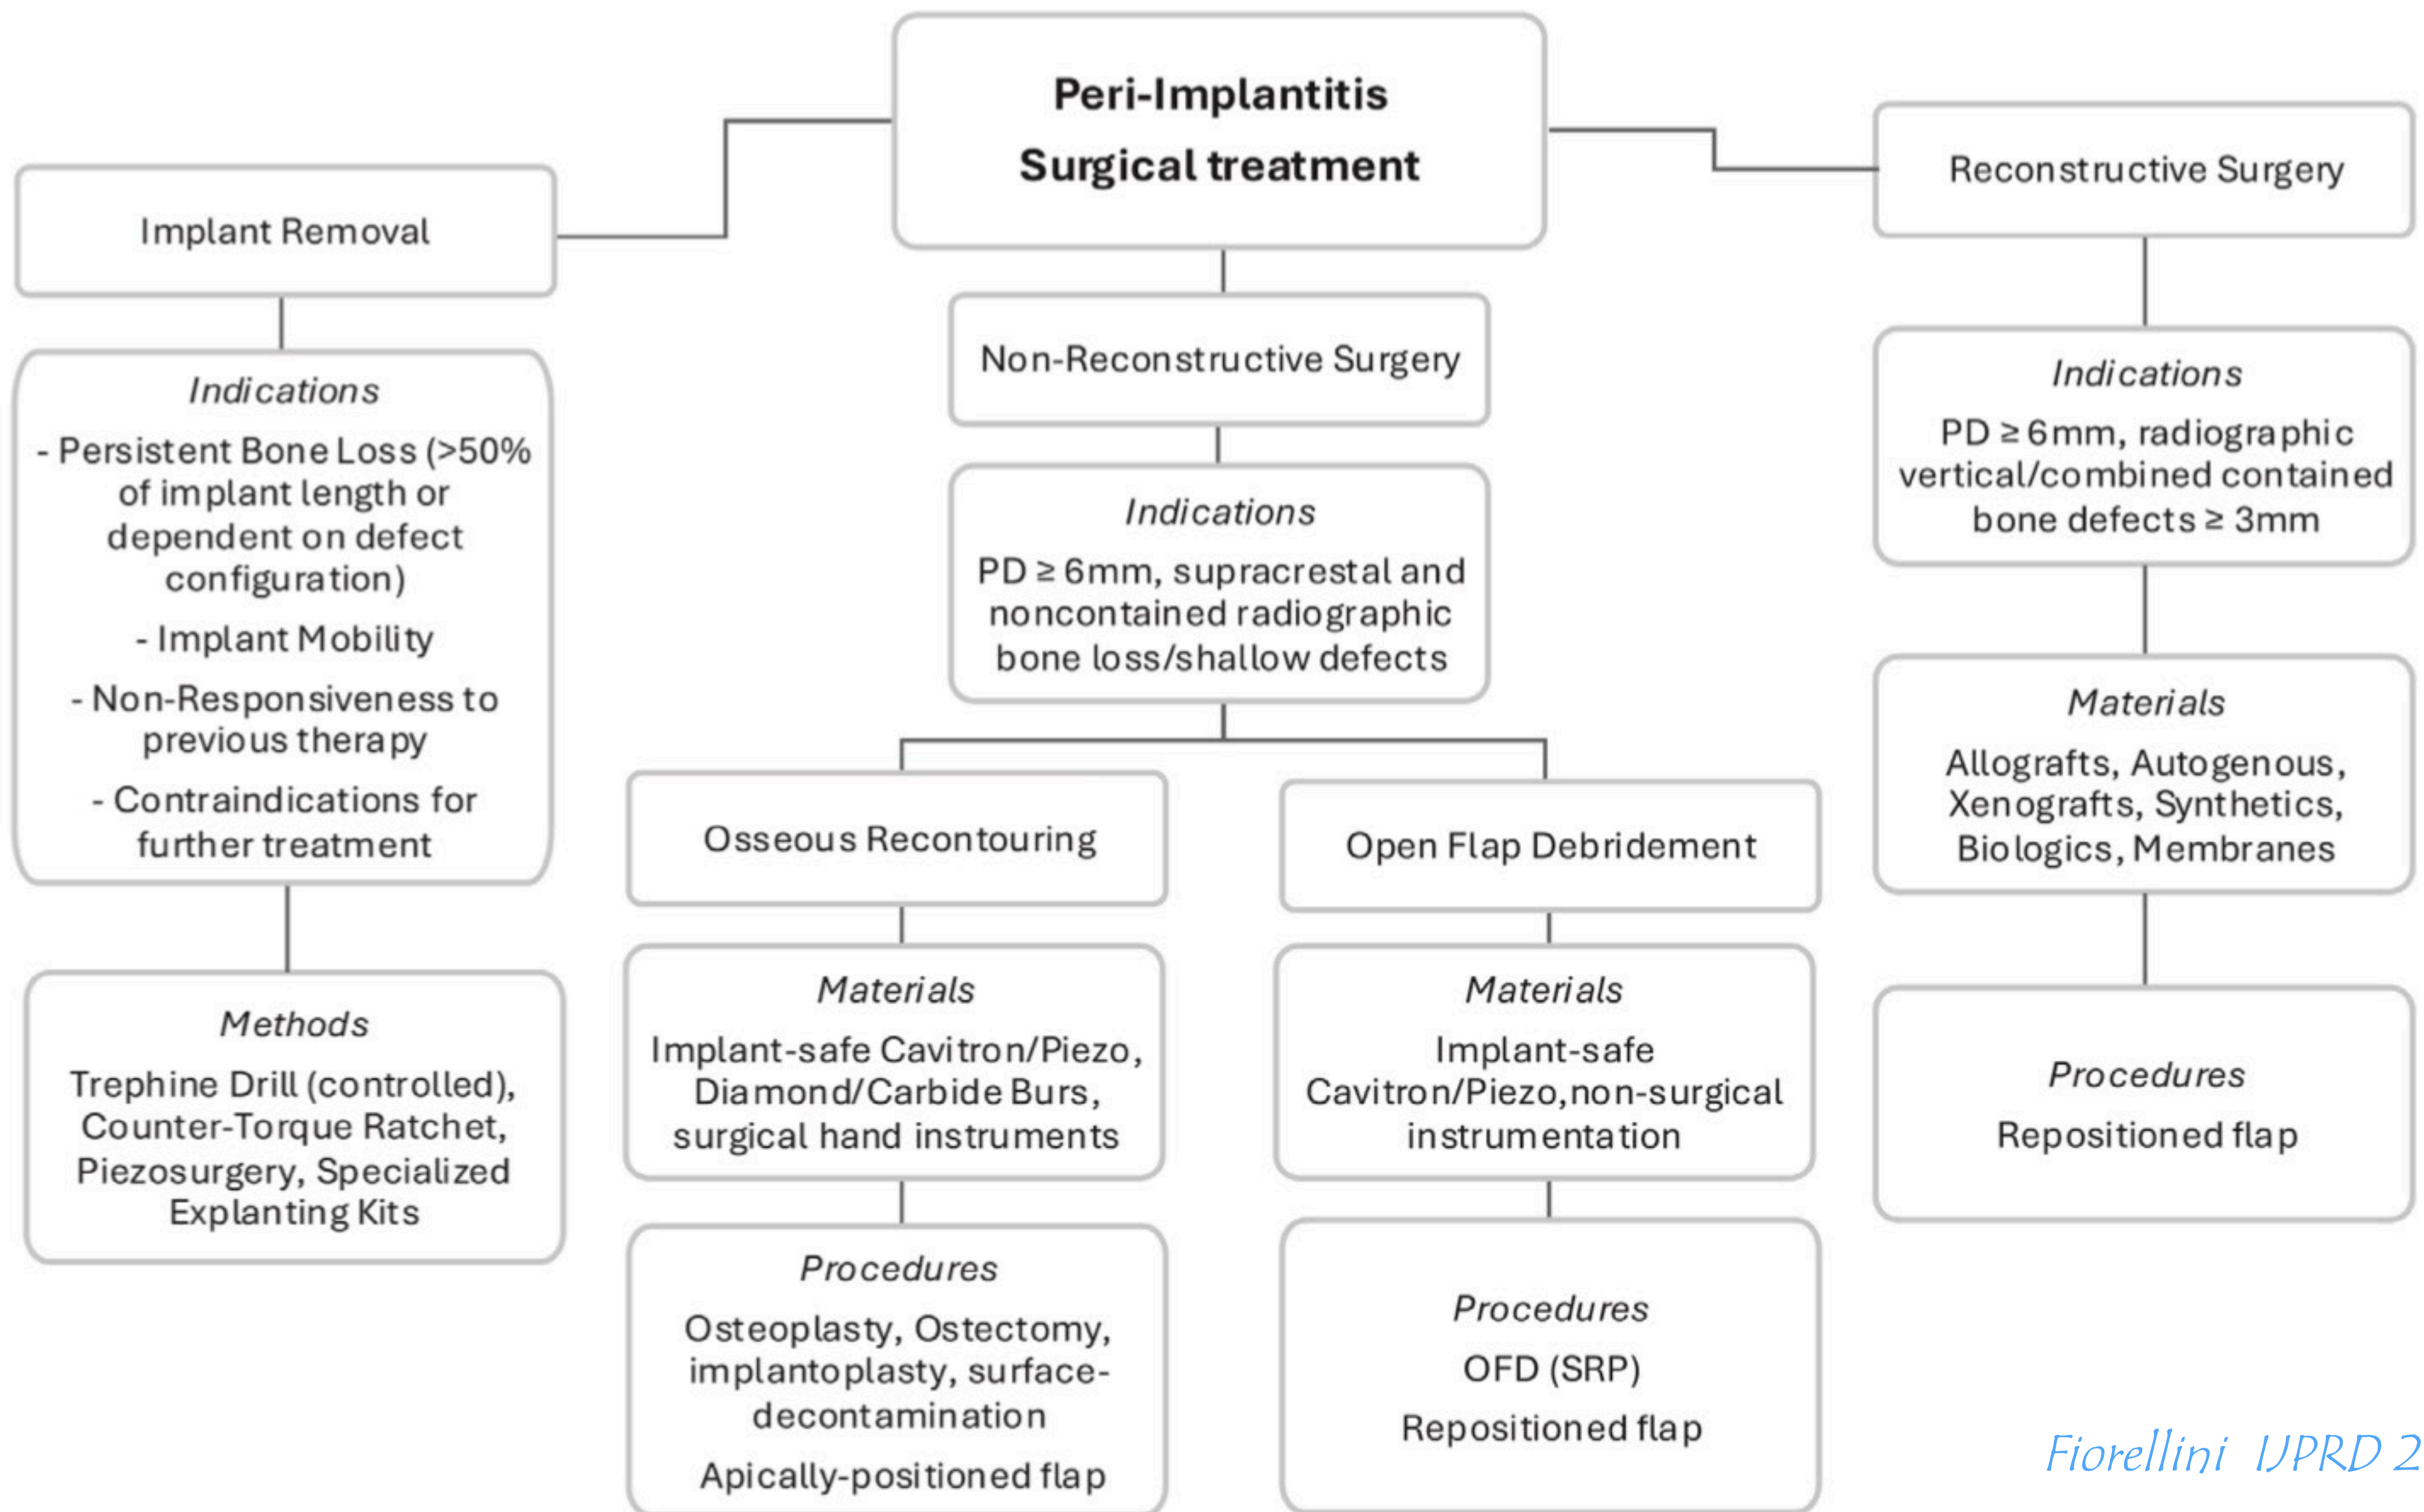 Peri-Implantitis
Surgical treatment
Implant Removal
Indications
- Persistent Bone Loss (>50%
of implant length or
dependent on defect
configuration)
- Implant Mobility
- Non-Responsiveness to
previous therapy
- Contraindications for
further treatment
Methods
Trephine Drill (controlled),
Counter-Torque Ratchet,
Piezosurgery, Specialized
Explanting Kits
Non-Reconstructive Surgery
Indications
PD ≥ 6mm, supracrestal and
noncontained radiographic
bone loss/shallow defects
Osseous Recontouring
Materials
Implant-safe Cavitron/Piezo,
Diamond/Carbide Burs,
surgical hand instruments
Procedures
Osteoplasty, Ostectomy,
implantoplasty, surface-
decontamination
Apically-positioned flap
Open Flap Debridement
Materials
Implant-safe
Cavitron/Piezo,non-surgical
instrumentation
Procedures
OFD (SRP)
Repositioned flap
Reconstructive Surgery
Indications
PD ≥ 6mm, radiographic
vertical/combined contained
bone defects ≥ 3mm
Materials
Allografts, Autogenous,
Xenografts, Synthetics,
Biologics, Membranes
Procedures
Repositioned flap
Fiorellini IJPRD 2